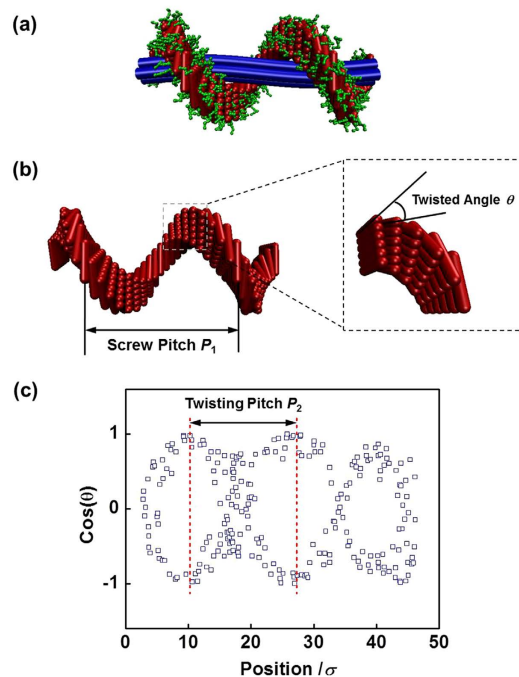 (a)
(b)
Twisted Angle θ
Screw Pitch P₁
(c)
Twisting Pitch P₂
Cos(θ)
1
0
-1
0 10 20 30 40 50
Position /σ